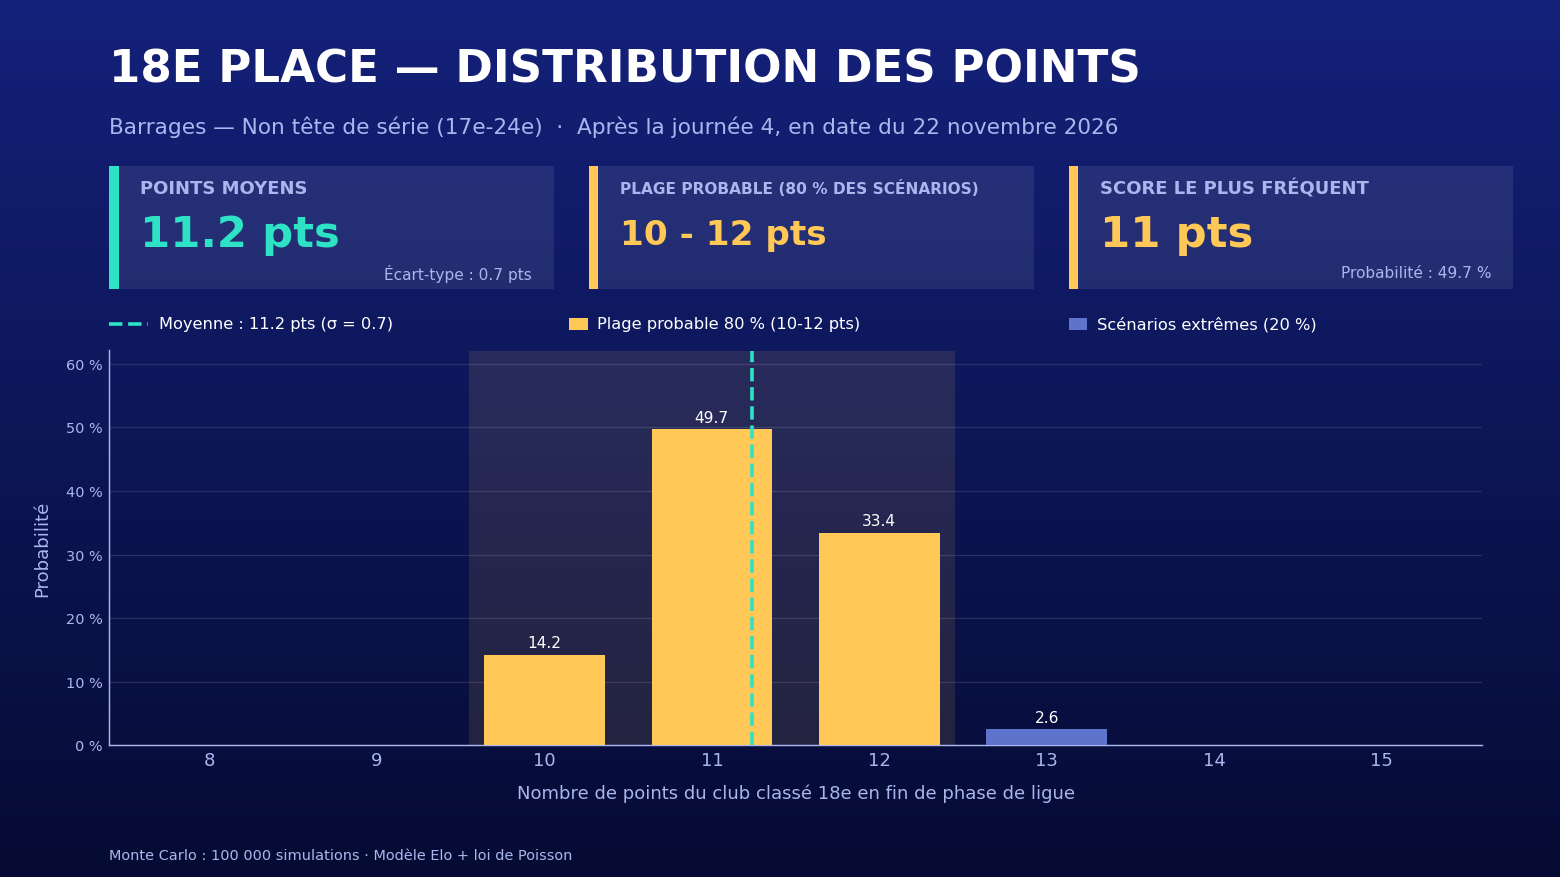 18E PLACE — DISTRIBUTION DES POINTS
Barrages — Non tête de série (17e-24e) · Après la journée 4, en date du 22 novembre 2026
POINTS MOYENS
11.2 pts
Écart-type : 0.7 pts
PLAGE PROBABLE (80 % DES SCÉNARIOS)
10 - 12 pts
SCORE LE PLUS FRÉQUENT
11 pts
Probabilité : 49.7 %
Moyenne : 11.2 pts (σ = 0.7)
Plage probable 80 % (10-12 pts)
Scénarios extrêmes (20 %)
Probabilité
60 %
50 %
40 %
30 %
20 %
10 %
0 %
14.2
49.7
33.4
2.6
8 9 10 11 12 13 14 15
Nombre de points du club classé 18e en fin de phase de ligue
Monte Carlo : 100 000 simulations · Modèle Elo + loi de Poisson